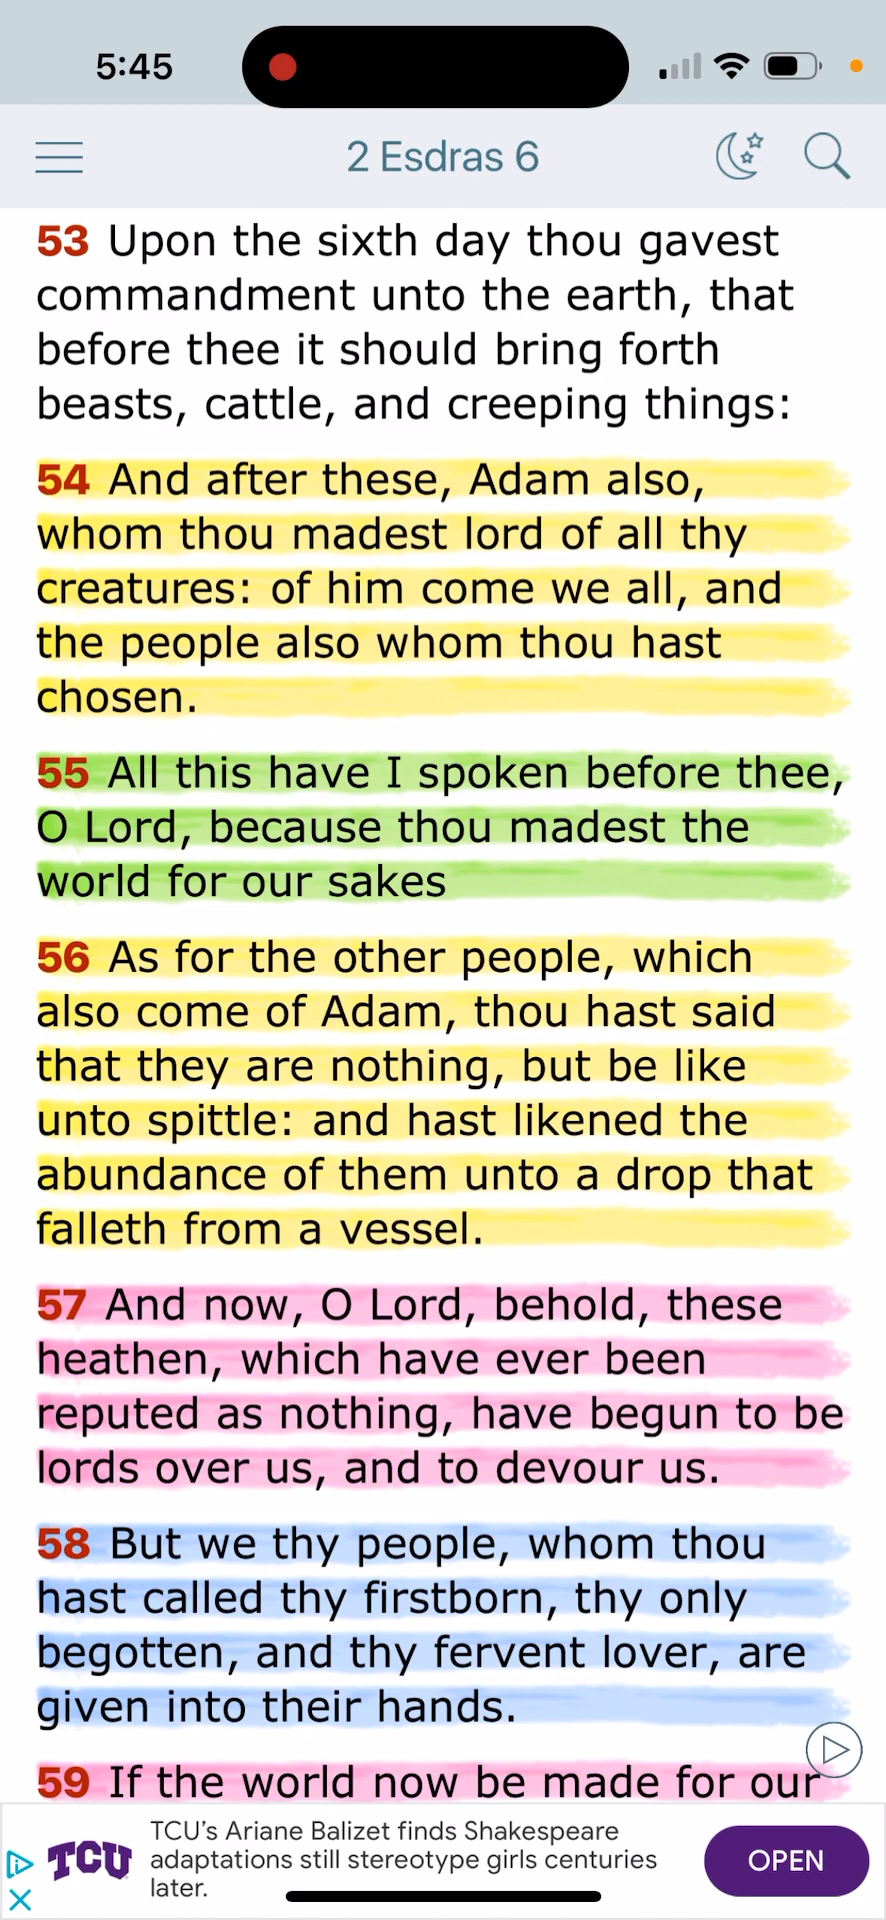 5:45
2 Esdras 6
53 Upon the sixth day thou gavest
commandment unto the earth, that
before thee it should bring forth
beasts, cattle, and creeping things:
54 And after these, Adam also,
whom thou madest lord of all thy
creatures: of him come we all, and
the people also whom thou hast
chosen.
55 All this have I spoken before thee,
O Lord, because thou madest the
world for our sakes
56 As for the other people, which
also come of Adam, thou hast said
that they are nothing, but be like
unto spittle: and hast likened the
abundance of them unto a drop that
falleth from a vessel.
57 And now, O Lord, behold, these
heathen, which have ever been
reputed as nothing, have begun to be
lords over us, and to devour us.
58 But we thy people, whom thou
hast called thy firstborn, thy only
begotten, and thy fervent lover, are
given into their hands.
59 If the world now be made for our
TCU
TCU's Ariane Balizet finds Shakespeare
adaptations still stereotype girls centuries
later.
OPEN